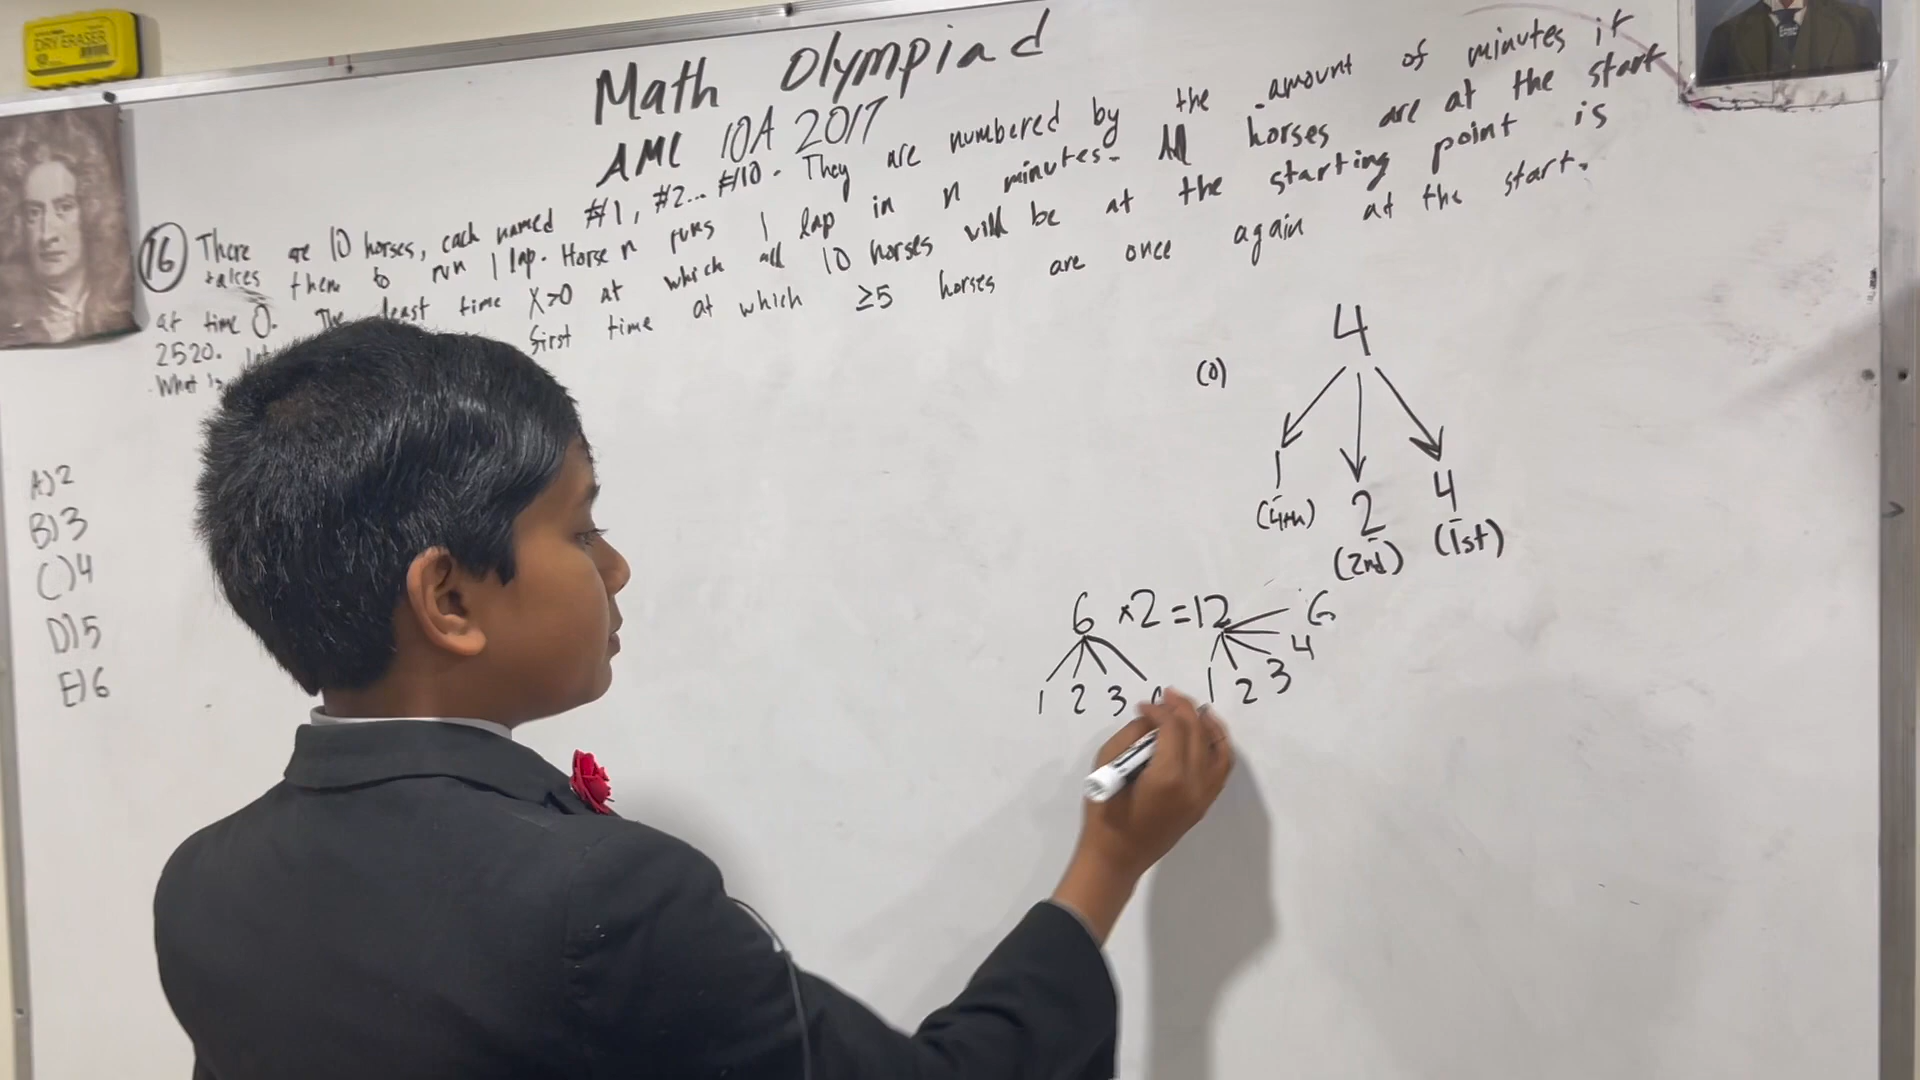 DRY ERASER
Math Olympiad
AMC 10A 2017
16 There are 10 horses, each named #1, #2... #10. They are numbered by the amount of minutes it
takes them to run 1 lap. Horse n runs 1 lap in n minutes. All horses are at the start
at time 0. The least time X>0 at which all 10 horses will be at the starting point is
2520. first time at which ≥5 horses are once again at the start.
What is
A) 2
B) 3
C) 4
D) 5
E) 6
4
(0)
1 2 4
(4th) (2nd) (1st)
6 ×2 =12 6
4
1 2 3 1 2 3